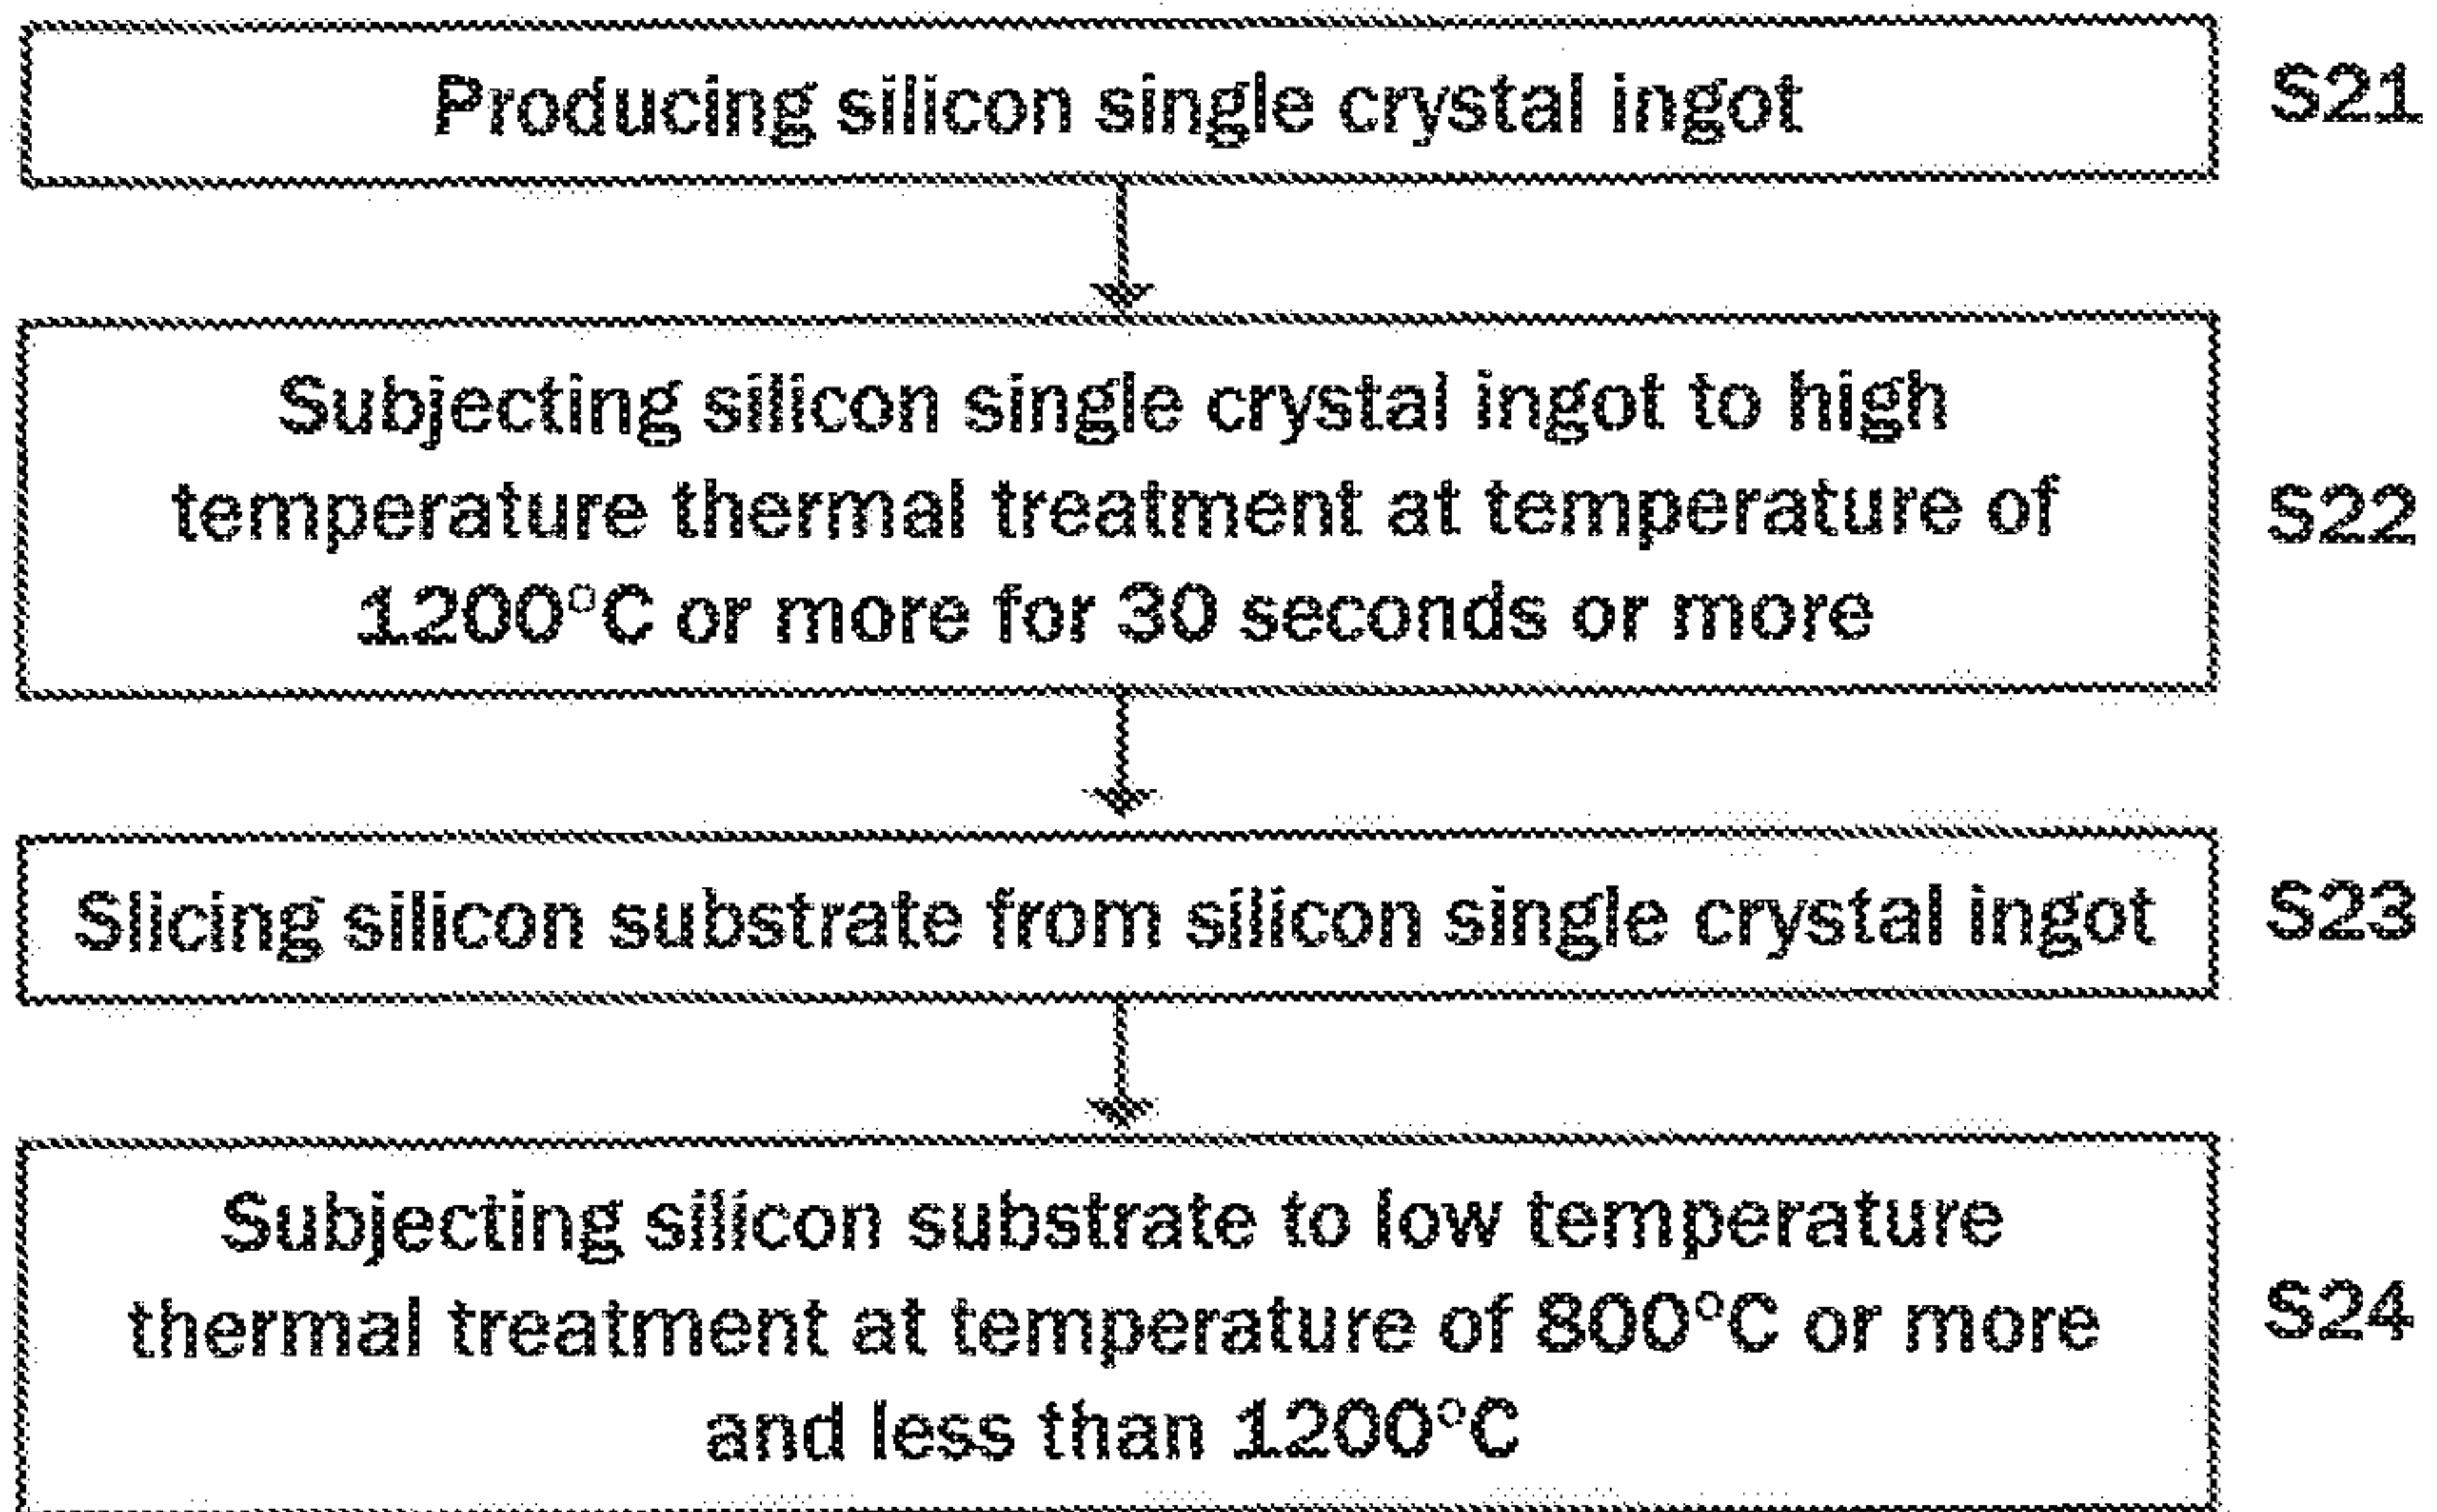 Producing silicon single crystal ingot S21
Subjecting silicon single crystal ingot to high
temperature thermal treatment at temperature of S22
1200°C or more for 30 seconds or more
Slicing silicon substrate from silicon single crystal ingot S23
Subjecting silicon substrate to low temperature
thermal treatment at temperature of 800°C or more S24
and less than 1200°C